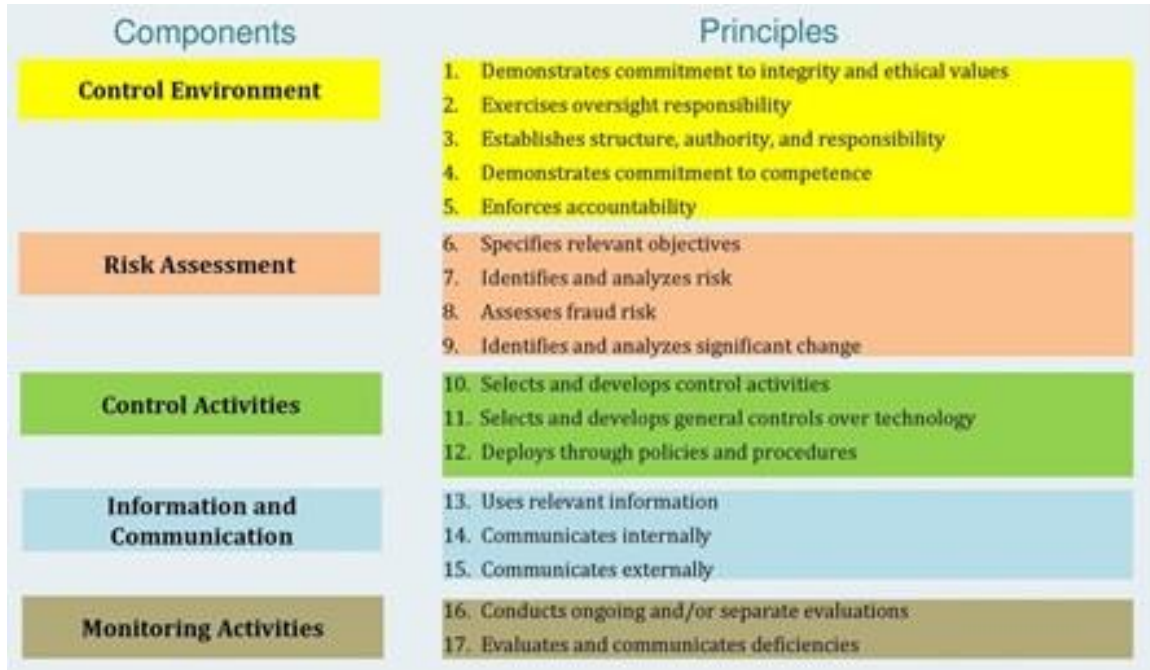 Components
Principles
Control Environment
1. Demonstrates commitment to integrity and ethical values
2. Exercises oversight responsibility
3. Establishes structure, authority, and responsibility
4. Demonstrates commitment to competence
5. Enforces accountability
Risk Assessment
6. Specifies relevant objectives
7. Identifies and analyzes risk
8. Assesses fraud risk
9. Identifies and analyzes significant change
Control Activities
10. Selects and develops control activities
11. Selects and develops general controls over technology
12. Deploys through policies and procedures
Information and
Communication
13. Uses relevant information
14. Communicates internally
15. Communicates externally
Monitoring Activities
16. Conducts ongoing and/or separate evaluations
17. Evaluates and communicates deficiencies